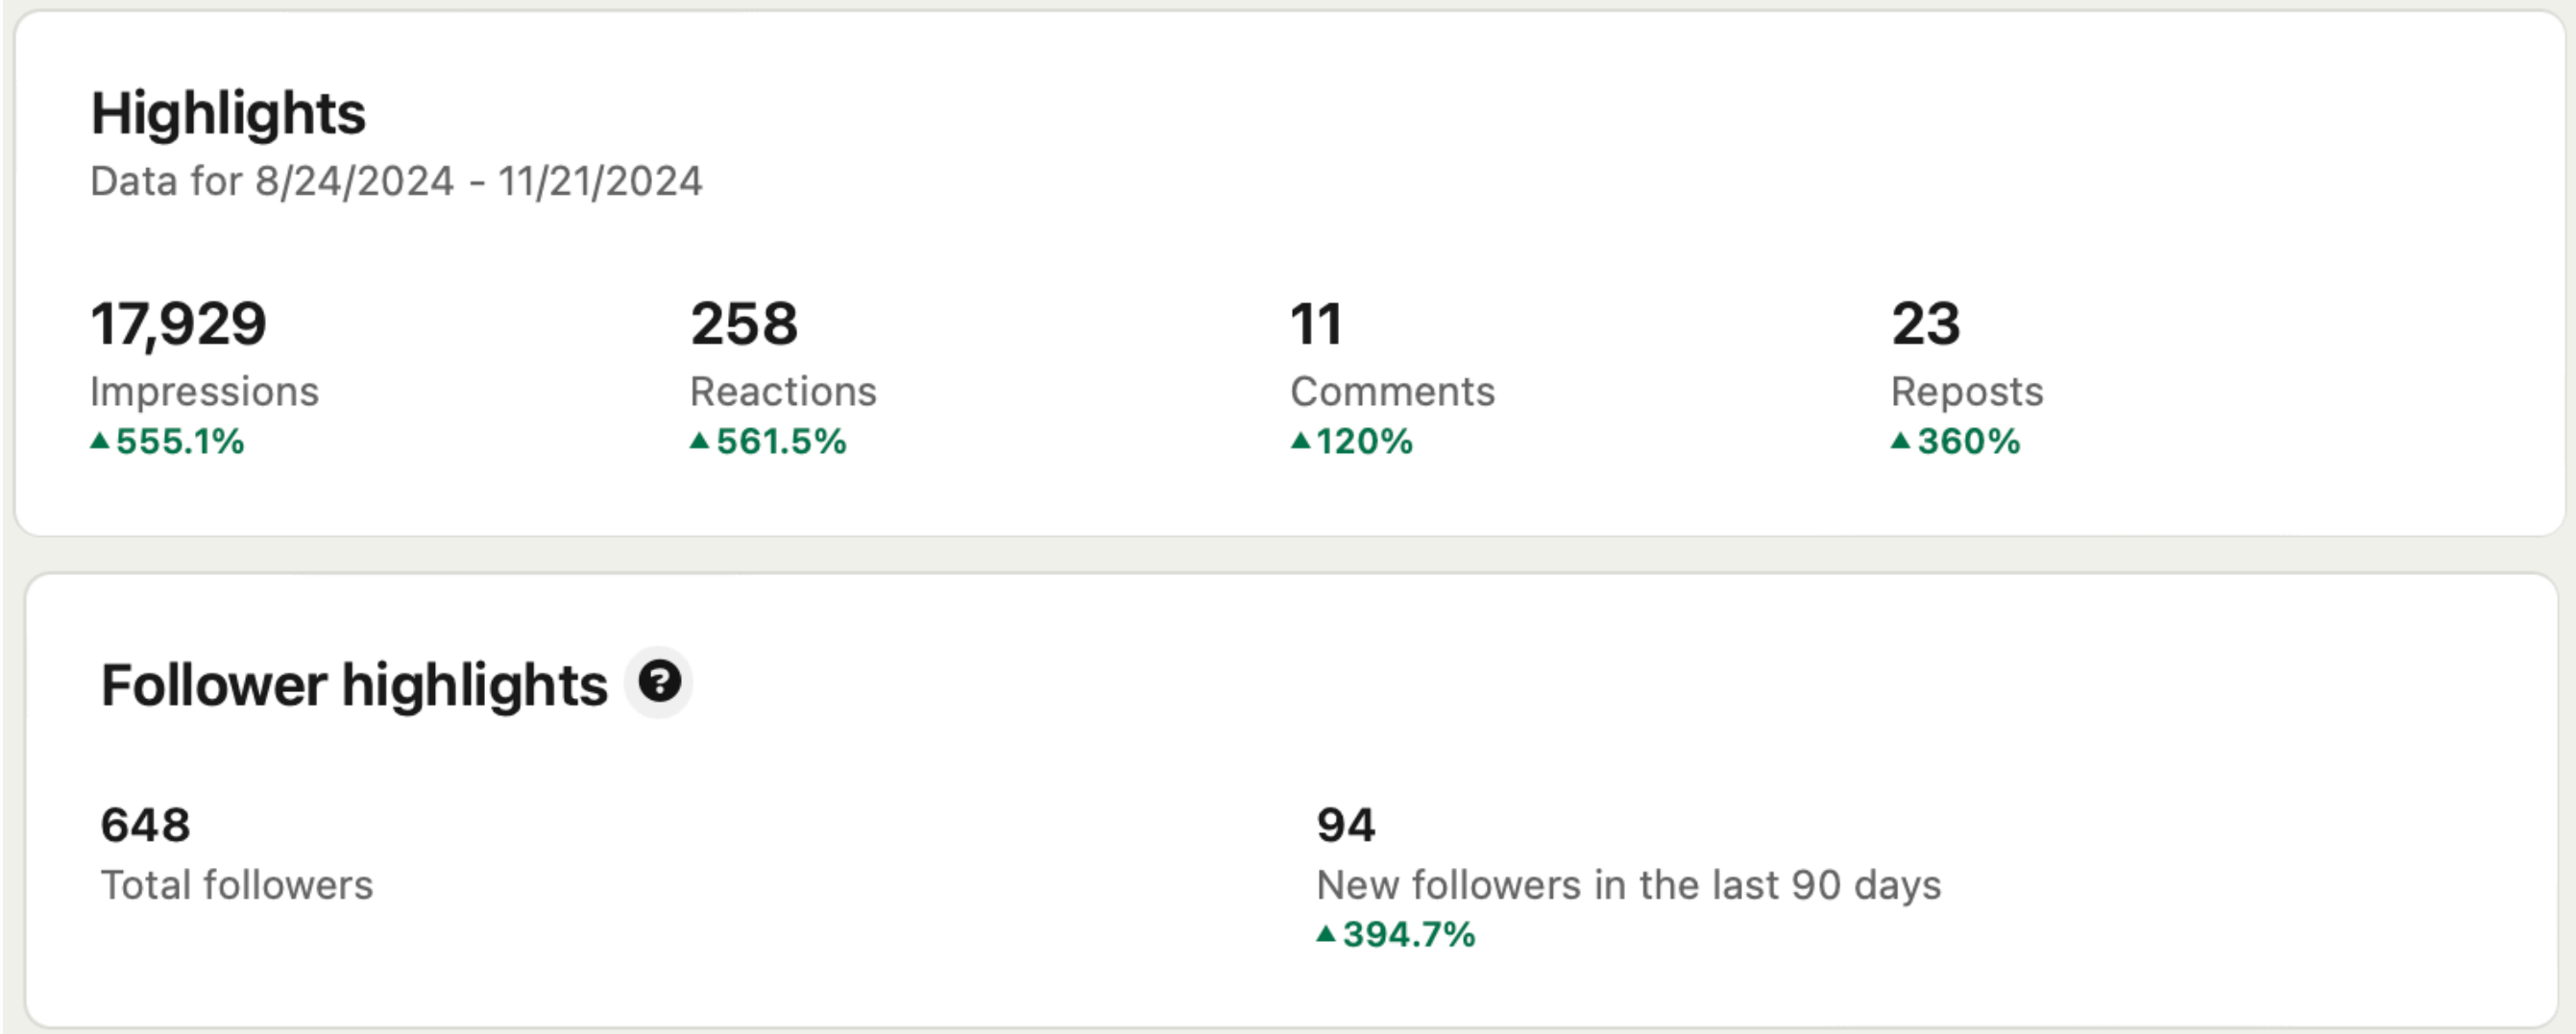 Highlights
Data for 8/24/2024 - 11/21/2024
17,929 258 11 23
Impressions Reactions Comments Reposts
▲555.1% ▲561.5% ▲120% ▲360%
Follower highlights ?
648 94
Total followers New followers in the last 90 days
▲394.7%